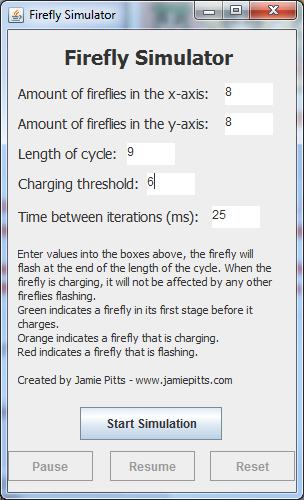 Firefly Simulator
Firefly Simulator
Amount of fireflies in the x-axis: 8
Amount of fireflies in the y-axis: 8
Length of cycle: 9
Charging threshold: 6
Time between iterations (ms): 25
Enter values into the boxes above, the firefly will
flash at the end of the length of the cycle. When the
firefly is charging, it will not be affected by any other
fireflies flashing.
Green indicates a firefly in its first stage before it
charges.
Orange indicates a firefly that is charging.
Red indicates a firefly that is flashing.
Created by Jamie Pitts - www.jamiepitts.com
Start Simulation
Pause Resume Reset